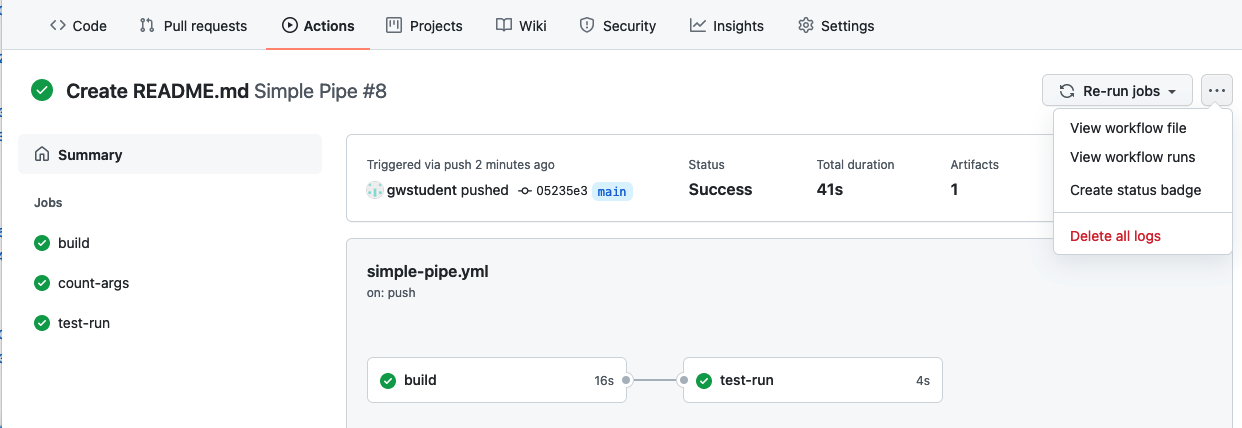 Code Pull requests Actions Projects Wiki Security Insights Settings
Create README.md Simple Pipe #8
Re-run jobs
View workflow file
View workflow runs
Create status badge
Delete all logs
Summary
Jobs
build
count-args
test-run
Triggered via push 2 minutes ago
gwstudent pushed 05235e3 main
Status
Success
Total duration
41s
Artifacts
1
simple-pipe.yml
on: push
build 16s
test-run 4s